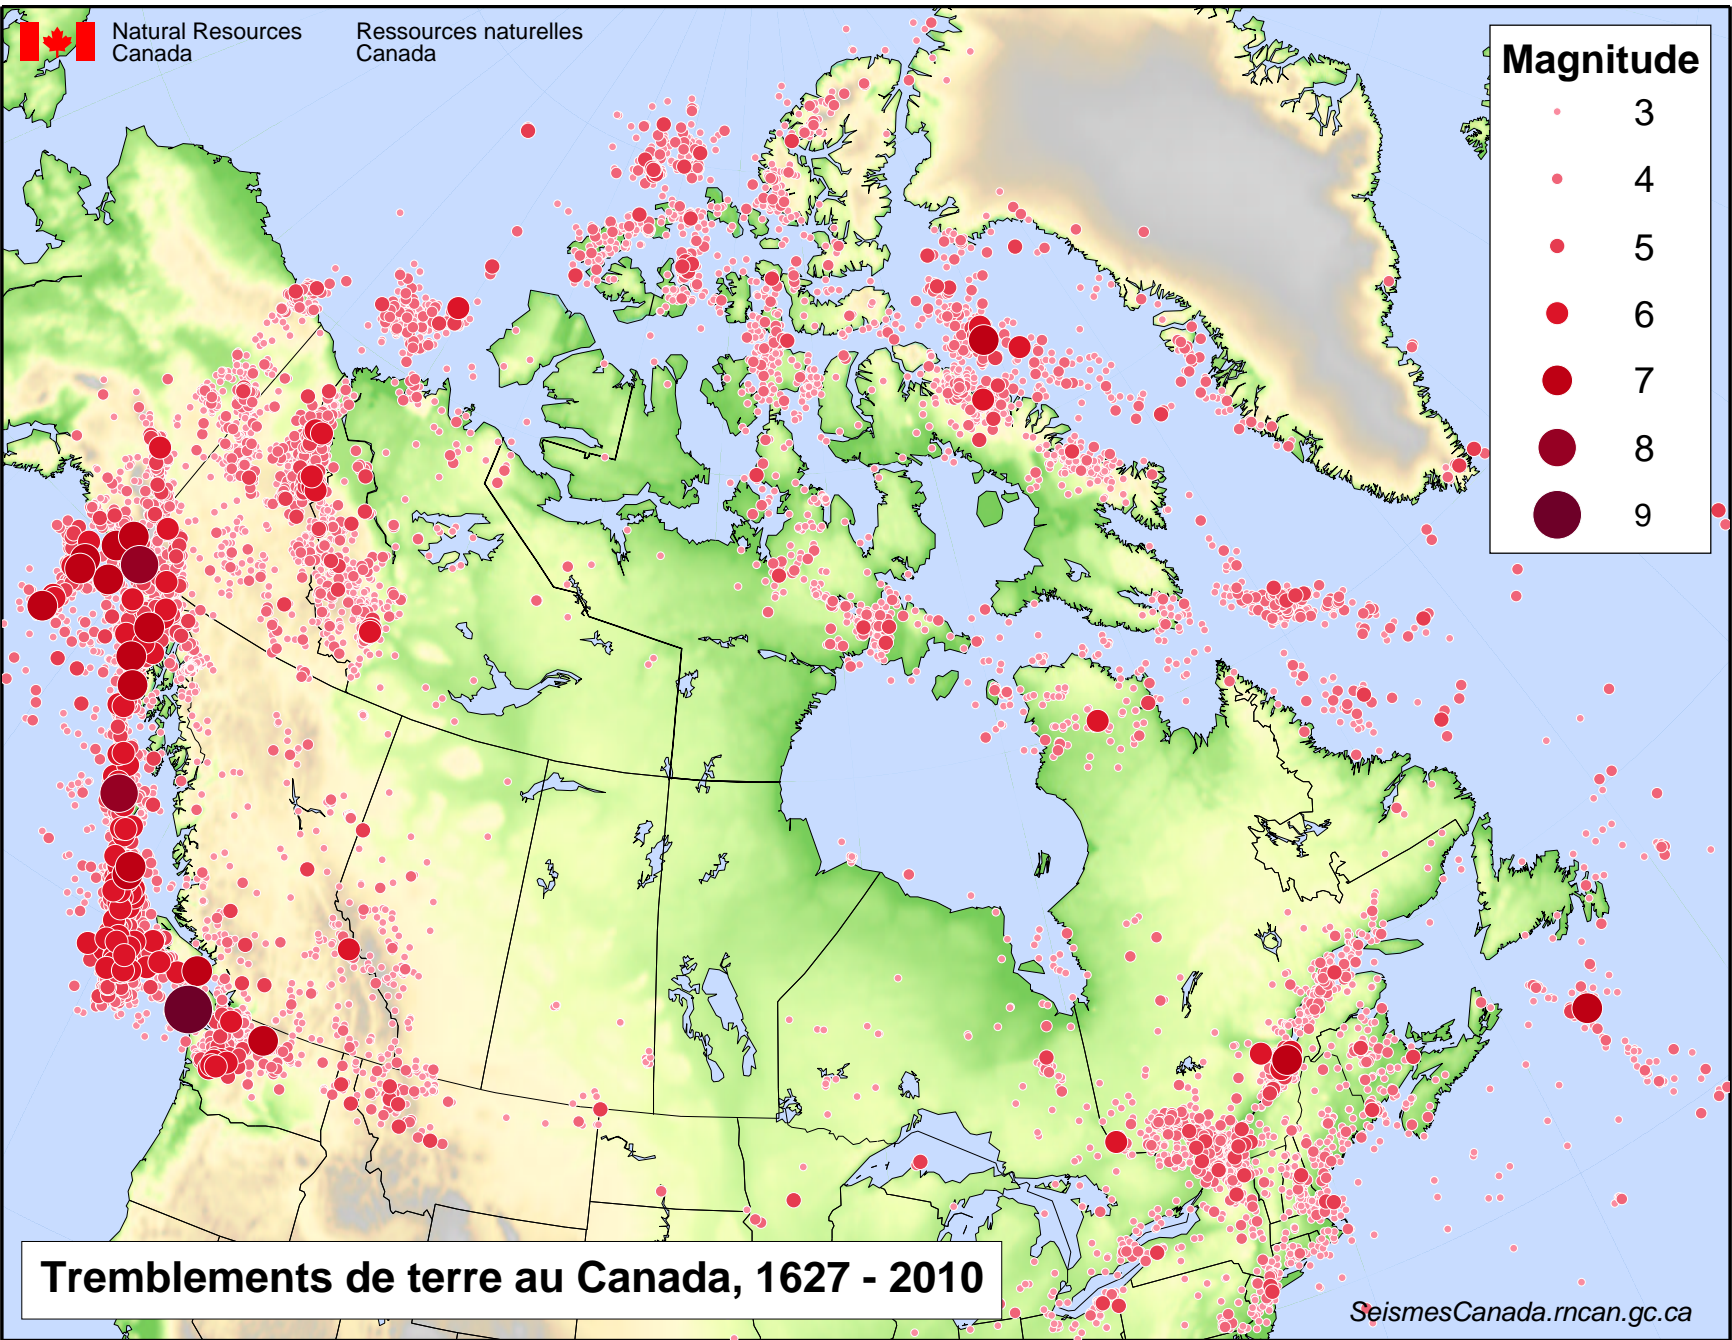 Natural Resources
Canada
Ressources naturelles
Canada
Magnitude
3
4
5
6
7
8
9
Tremblements de terre au Canada, 1627 - 2010
SeismesCanada.rncan.gc.ca